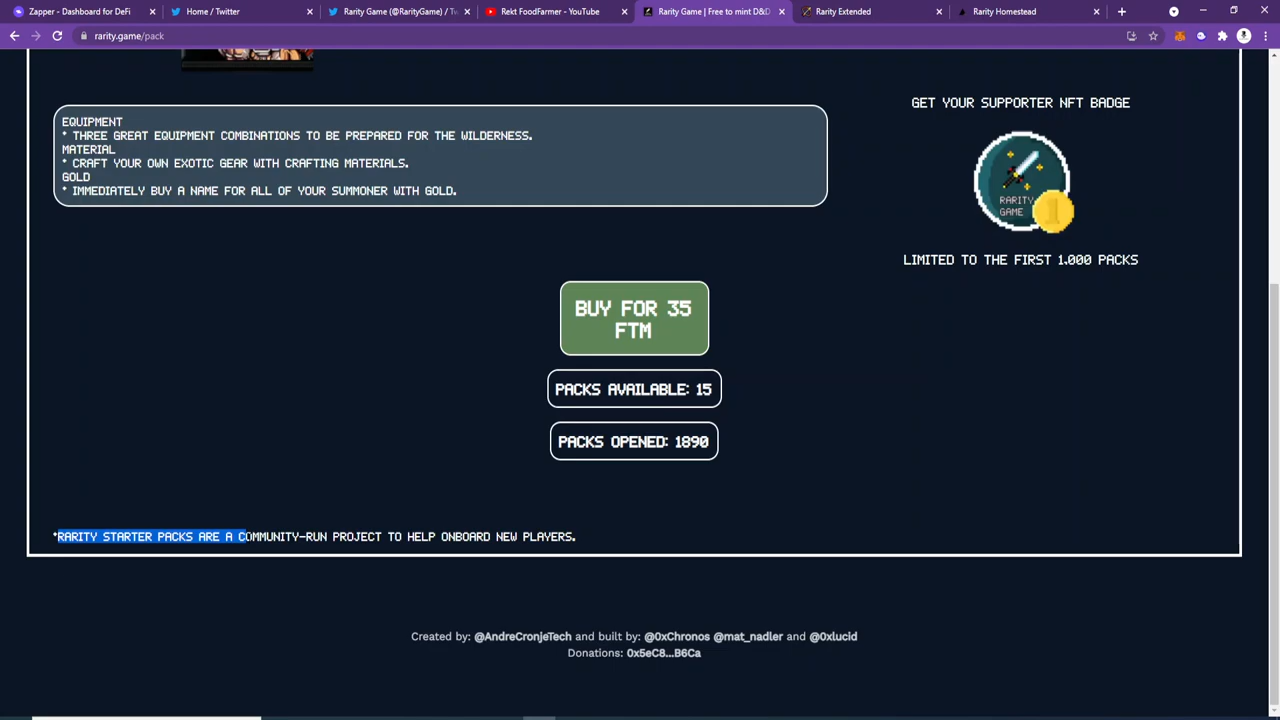 Zapper - Dashboard for DeFi
Home / Twitter
Rarity Game (@RarityGame) / Tw
Rekt FoodFarmer - YouTube
Rarity Game | Free to mint D&D
Rarity Extended
Rarity Homestead
rarity.game/pack
EQUIPMENT
* THREE GREAT EQUIPMENT COMBINATIONS TO BE PREPARED FOR THE WILDERNESS.
MATERIAL
* CRAFT YOUR OWN EXOTIC GEAR WITH CRAFTING MATERIALS.
GOLD
* IMMEDIATELY BUY A NAME FOR ALL OF YOUR SUMMONER WITH GOLD.
GET YOUR SUPPORTER NFT BADGE
RARITY
GAME
1
LIMITED TO THE FIRST 1.000 PACKS
BUY FOR 35
FTM
PACKS AVAILABLE: 15
PACKS OPENED: 1890
*RARITY STARTER PACKS ARE A COMMUNITY-RUN PROJECT TO HELP ONBOARD NEW PLAYERS.
Created by: @AndreCronjeTech and built by: @0xChronos @mat_nadler and @0xlucid
Donations: 0x5eC8...B6Ca